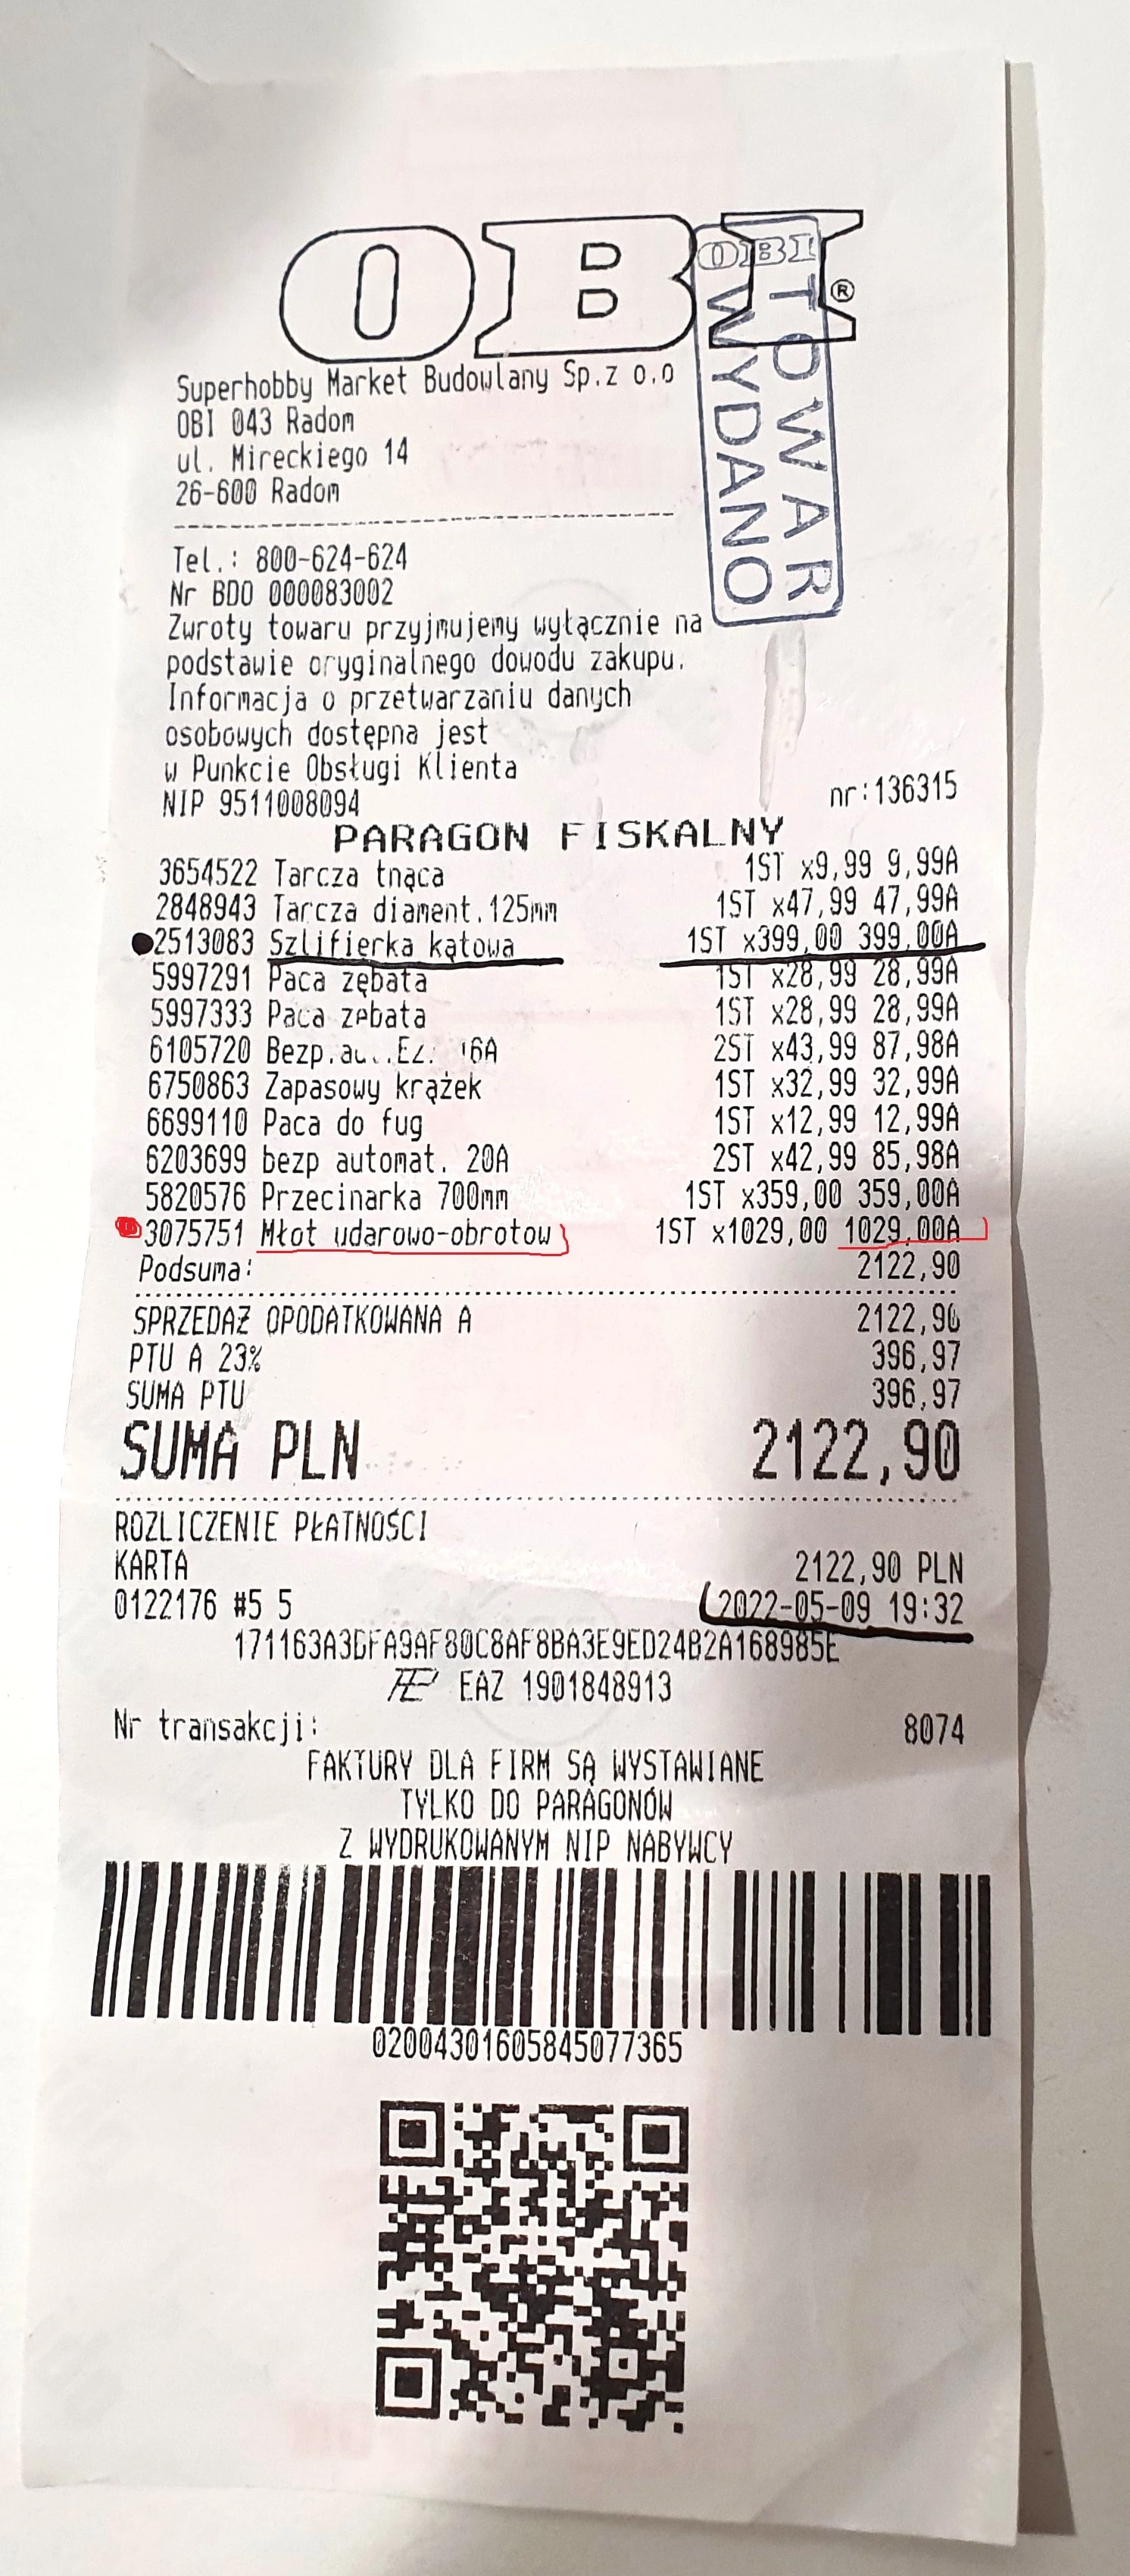 OBI®
OBI
TOWAR
WYDANO
Superhobby Market Budowlany Sp.z o.o
OBI 043 Radom
ul. Mireckiego 14
26-600 Radom
Tel.: 800-624-624
Nr BDO 000083002
Zwroty towaru przyjmujemy wyłącznie na
podstawie oryginalnego dowodu zakupu.
Informacja o przetwarzaniu danych
osobowych dostępna jest
w Punkcie Obsługi Klienta
NIP 9511008094 nr:136315
PARAGON FISKALNY
3654522 Tarcza tnąca 1ST x9,99 9,99A
2848943 Tarcza diament.125mm 1ST x47,99 47,99A
2513083 Szlifierka kątowa 1ST x399,00 399,00A
5997291 Paca zębata 1ST x28,99 28,99A
5997333 Paca zębata 1ST x28,99 28,99A
6105720 16A 2ST x43,99 87,98A
6750863 Zapasowy krążek 1ST x32,99 32,99A
6699110 Paca do fug 1ST x12,99 12,99A
6203699 bezp automat. 20A 2ST x42,99 85,98A
5820576 Przecinarka 700mm 1ST x359,00 359,00A
3075751 Młot udarowo-obrotow 1ST x1029,00 1029,00A
Podsuma: 2122,90
SPRZEDAŻ OPODATKOWANA A 2122,90
PTU A 23% 396,97
SUMA PTU 396,97
SUMA PLN 2122,90
ROZLICZENIE PŁATNOŚCI
KARTA 2122,90 PLN
0122176 #5 5 2022-05-09 19:32
EAZ 1901848913
Nr transakcji: 8074
FAKTURY DLA FIRM SĄ WYSTAWIANE
TYLKO DO PARAGONÓW
Z WYDRUKOWANYM NIP NABYWCY
02004301605845077365